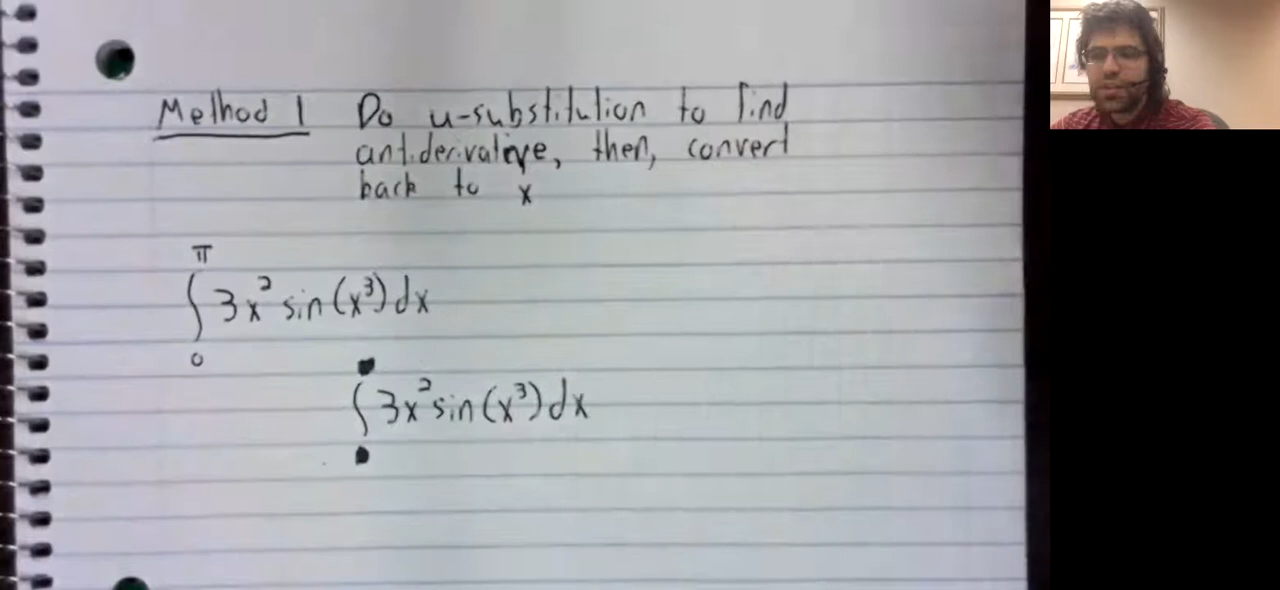 Method 1 Do u-substitution to find
antiderivative, then, convert
back to x
π
∫ 3x² sin(x³) dx
0
∫ 3x² sin(x³) dx